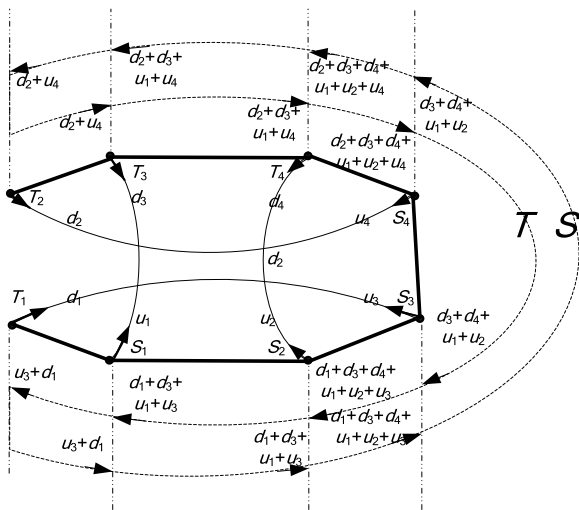 d2+d3+
u1+u4
d2+u4
d2+d3+d4+
u1+u2+u4
d3+d4+
u1+u2
d2+u4
d2+d3+
u1+u4
d2+d3+d4+
u1+u2+u4
T3
T4
T2
d3
d4
d2
u4
S4
T
S
d2
T1
d1
u3
S3
u1
u2
S1
S2
d3+d4+
u1+u2
u3+d1
d1+d3+
u1+u3
d1+d3+d4+
u1+u2+u3
d1+d3+d4+
u1+u2+u3
u3+d1
d1+d3+
u1+u3